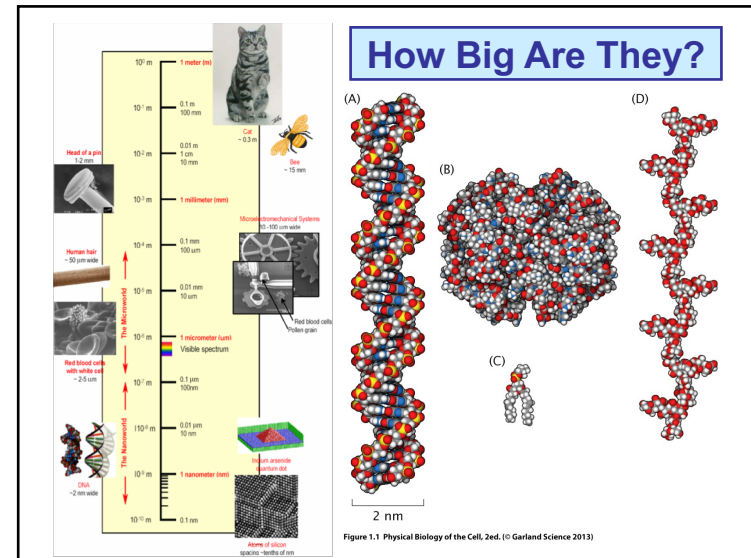 How Big Are They?
10⁰ m
1 meter (m)
Cat
~ 0.3 m
Bee
~ 15 mm
10⁻¹ m
0.1 m
100 mm
10⁻² m
0.01 m
1 cm
10 mm
Head of a pin
1-2 mm
10⁻³ m
1 millimeter (mm)
Microelectromechanical Systems
10 -100 um wide
10⁻⁴ m
0.1 mm
100 um
Human hair
~ 50 μm wide
The Microworld
10⁻⁵ m
0.01 mm
10 um
Red blood cells
Pollen grain
10⁻⁶ m
1 micrometer (um)
Visible spectrum
Red blood cells
with white cell
~ 2-5 um
10⁻⁷ m
0.1 μm
100nm
The Nanoworld
0.01 μm
10 nm
Indium arsenide
quantum dot
DNA
~2 nm wide
1 nanometer (nm)
10⁻¹⁰ m
0.1 nm
Atoms of silicon
spacing ~tenths of nm
(A)
(B)
(C)
(D)
2 nm
Figure 1.1 Physical Biology of the Cell, 2ed. (© Garland Science 2013)